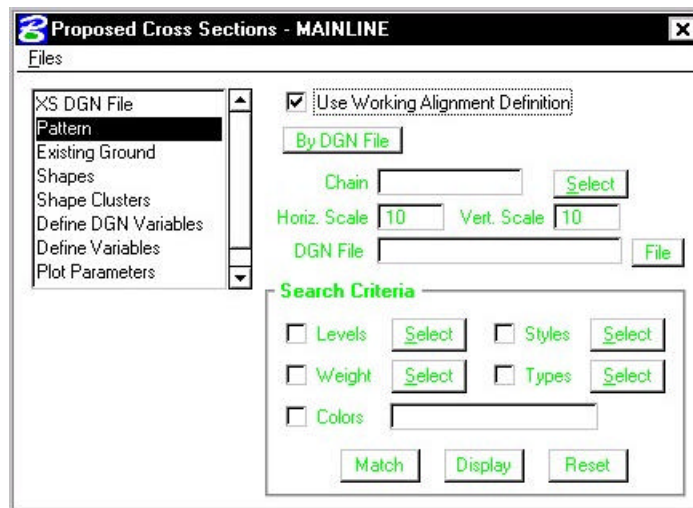 Proposed Cross Sections - MAINLINE
Files
XS DGN File
Pattern
Existing Ground
Shapes
Shape Clusters
Define DGN Variables
Define Variables
Plot Parameters
Use Working Alignment Definition
By DGN File
Chain Select
Horiz. Scale 10 Vert. Scale 10
DGN File File
Search Criteria
Levels Select Styles Select
Weight Select Types Select
Colors
Match Display Reset